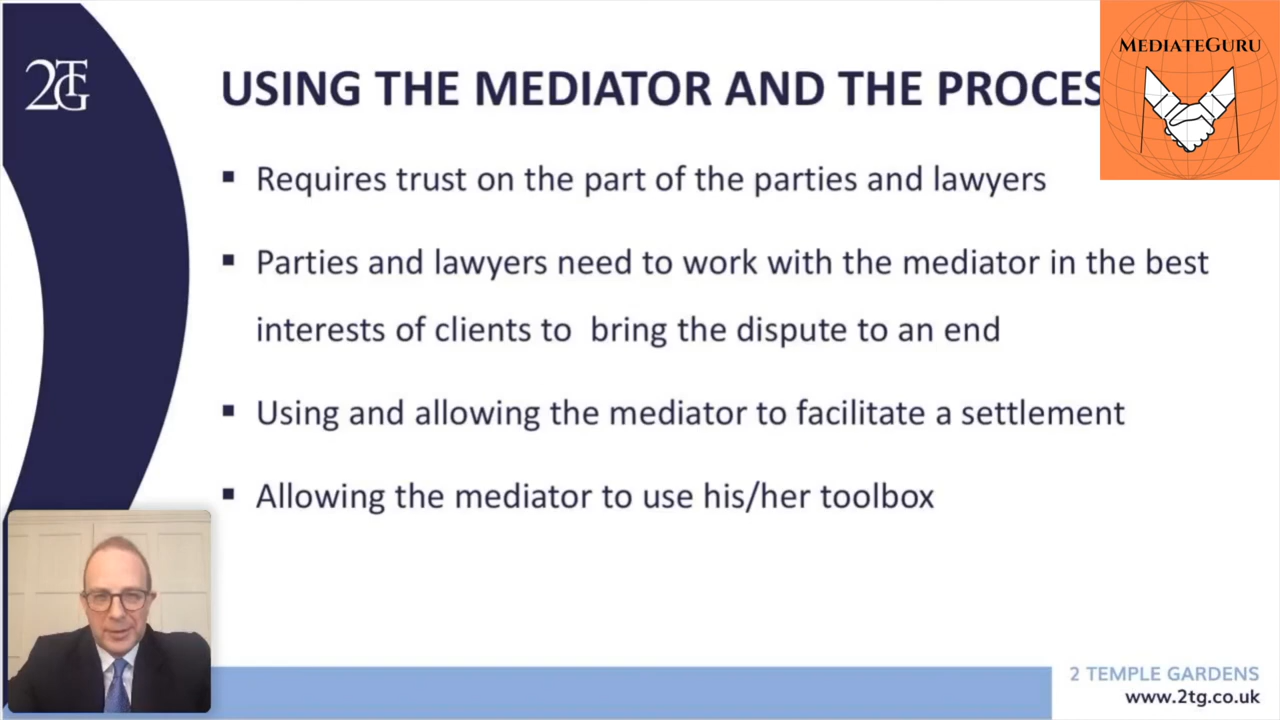 2TG
USING THE MEDIATOR AND THE PROCES
MEDIATEGURU
▪ Requires trust on the part of the parties and lawyers
▪ Parties and lawyers need to work with the mediator in the best
interests of clients to  bring the dispute to an end
▪ Using and allowing the mediator to facilitate a settlement
▪ Allowing the mediator to use his/her toolbox
2 TEMPLE GARDENS
www.2tg.co.uk